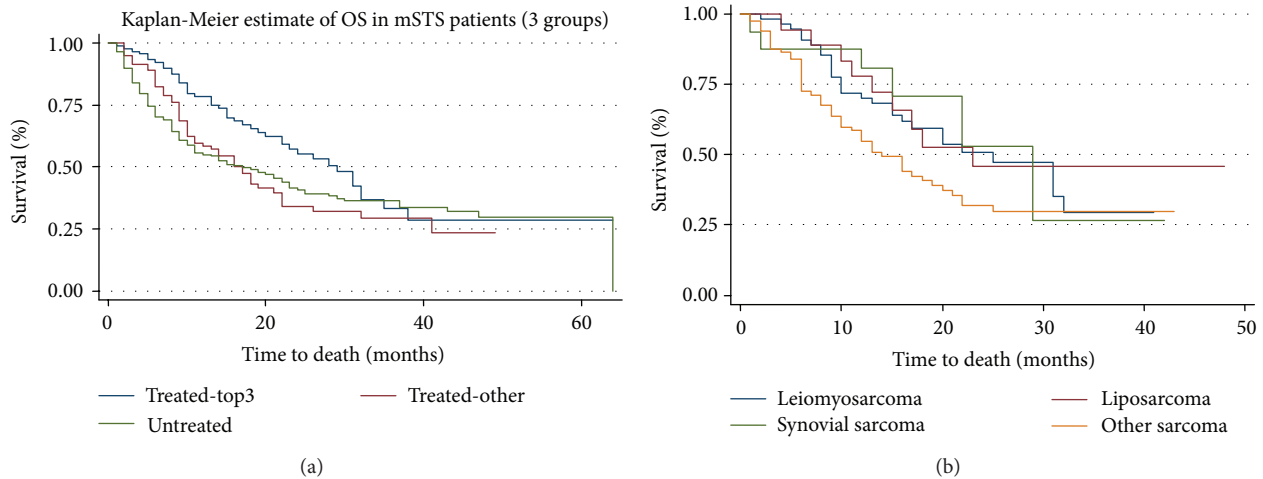 Kaplan-Meier estimate of OS in mSTS patients (3 groups)
1.00
0.75
0.50
0.25
0.00
Survival (%)
0 20 40 60
Time to death (months)
Treated-top3 Treated-other
Untreated
(a)
1.00
0.75
0.50
0.25
0.00
Survival (%)
0 10 20 30 40 50
Time to death (months)
Leiomyosarcoma Liposarcoma
Synovial sarcoma Other sarcoma
(b)